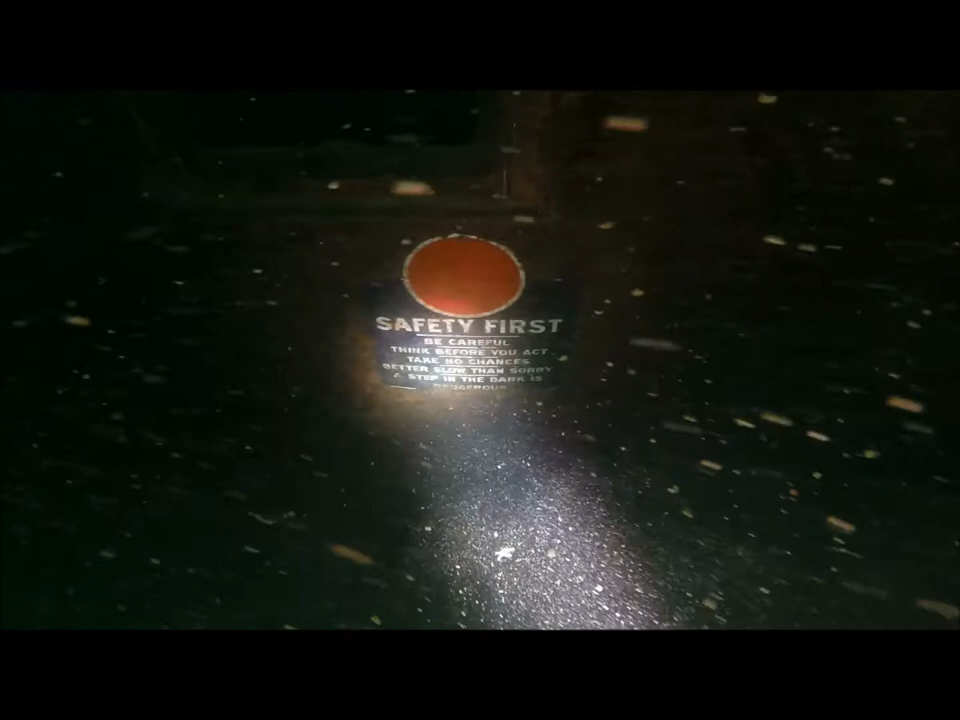 SAFETY FIRST
BE CAREFUL
THINK BEFORE YOU ACT
TAKE NO CHANCES
BETTER SLOW THAN SORRY
A STEP IN THE DARK IS
DANGEROUS